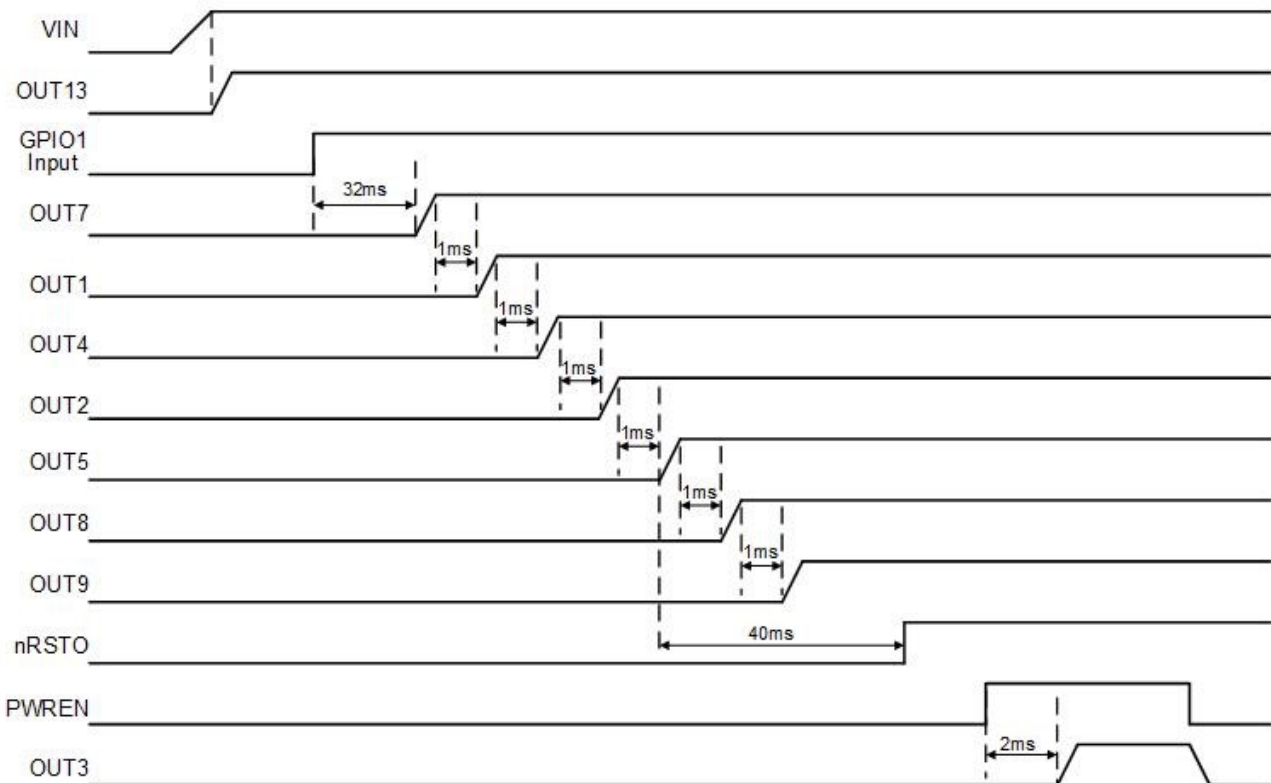 VIN
OUT13
GPIO1
Input
32ms
OUT7
1ms
OUT1
1ms
OUT4
1ms
OUT2
1ms
OUT5
1ms
OUT8
1ms
OUT9
40ms
nRSTO
PWREN
2ms
OUT3